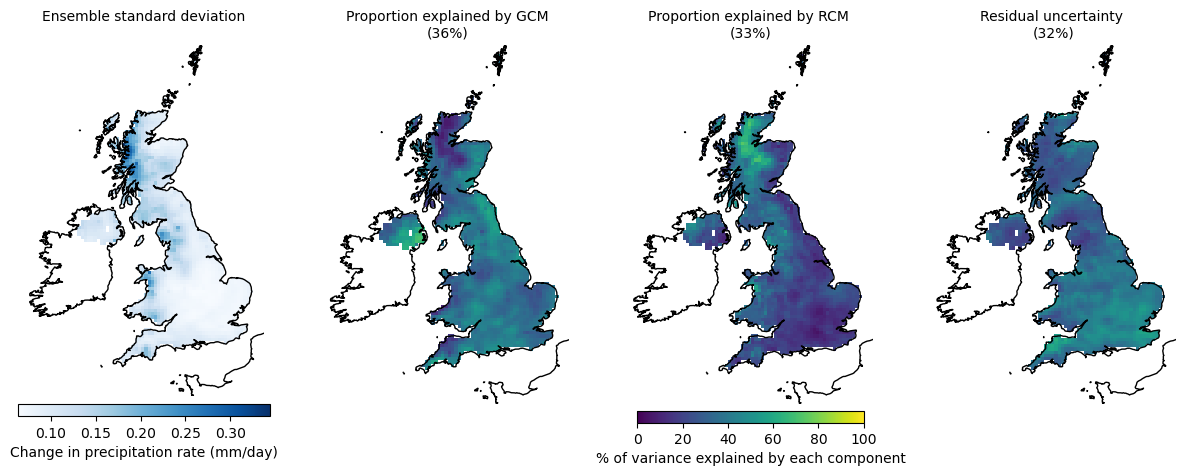 Ensemble standard deviation
Proportion explained by GCM
(36%)
Proportion explained by RCM
(33%)
Residual uncertainty
(32%)
0.10 0.15 0.20 0.25 0.30
Change in precipitation rate (mm/day)
0 20 40 60 80 100
% of variance explained by each component